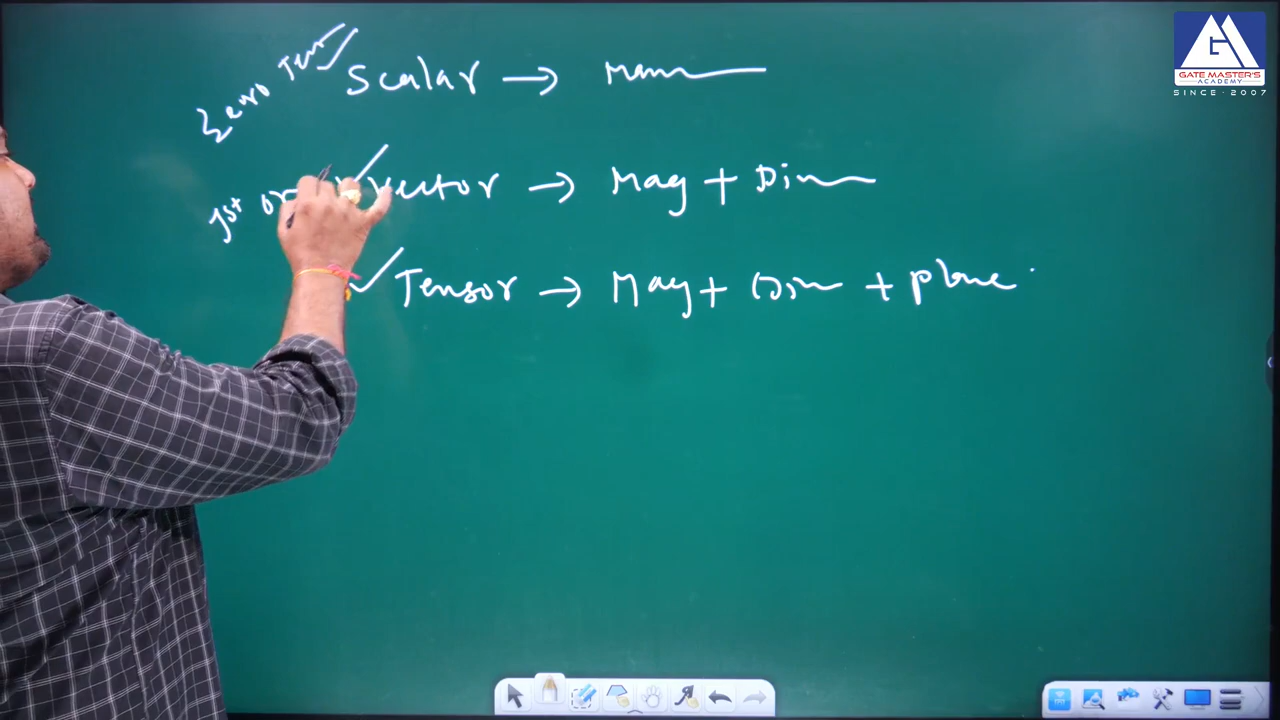 Zero Ten Scalar → Mam
1st or Vector → Mag + Dir
Tensor → Mag + Dir + plane
GATE MASTER'S
ACADEMY
SINCE - 2007